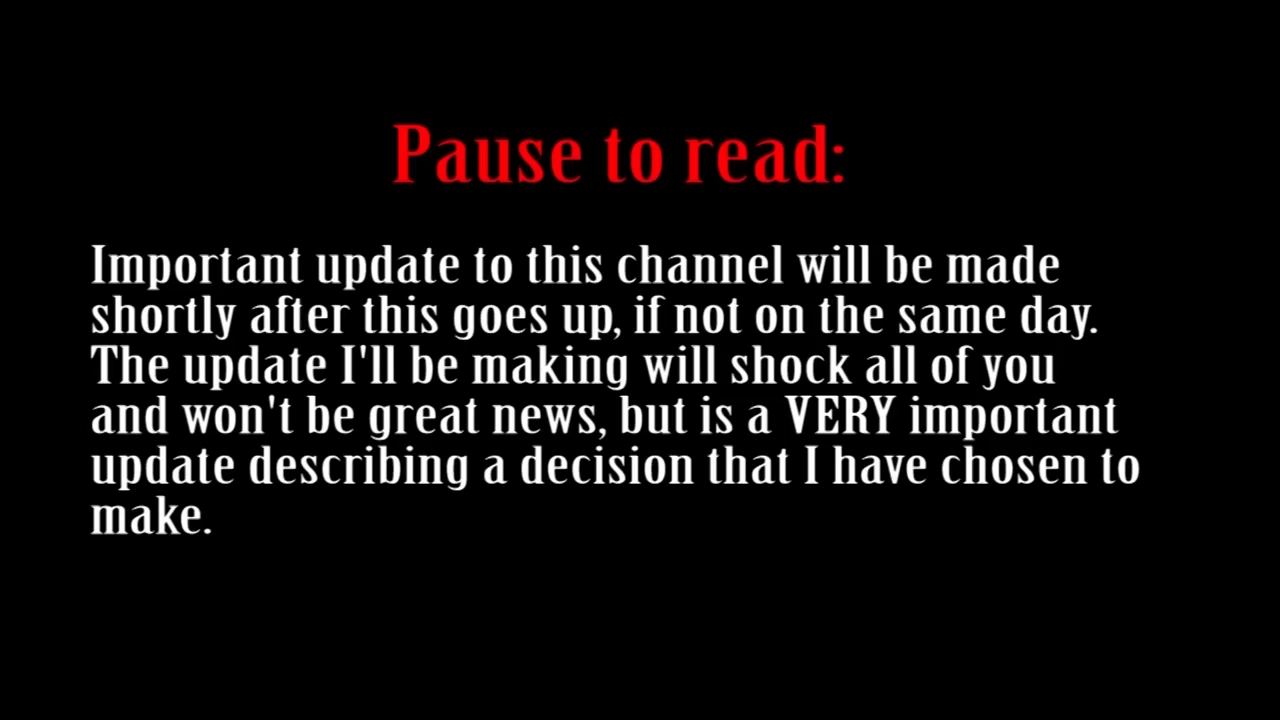 Pause to read:
Important update to this channel will be made
shortly after this goes up, if not on the same day.
The update I'll be making will shock all of you
and won't be great news, but is a VERY important
update describing a decision that I have chosen to
make.